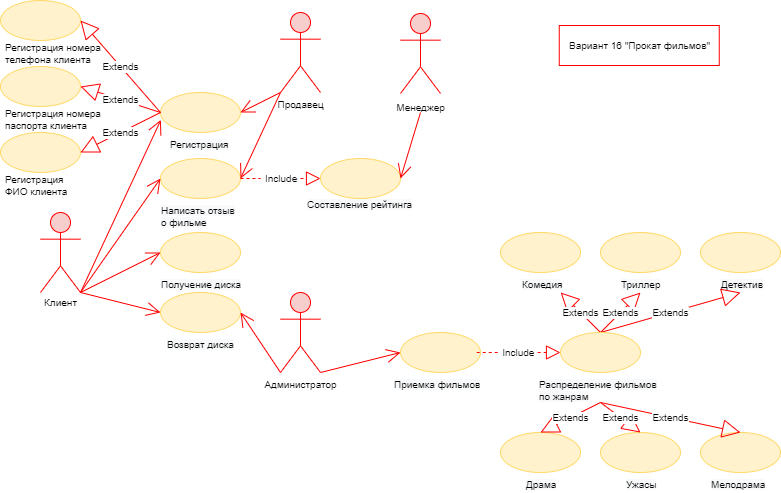 Вариант 16 "Прокат фильмов"
Регистрация номера
телефона клиента
Extends
Регистрация номера
паспорта клиента
Extends
Extends
Регистрация
ФИО клиента
Регистрация
Продавец
Менеджер
Написать отзыв
о фильме
Include
Составление рейтинга
Клиент
Получение диска
Возврат диска
Администратор
Приемка фильмов
Include
Распределение фильмов
по жанрам
Комедия
Триллер
Детектив
Extends
Extends
Extends
Extends
Extends
Extends
Драма
Ужасы
Мелодрама